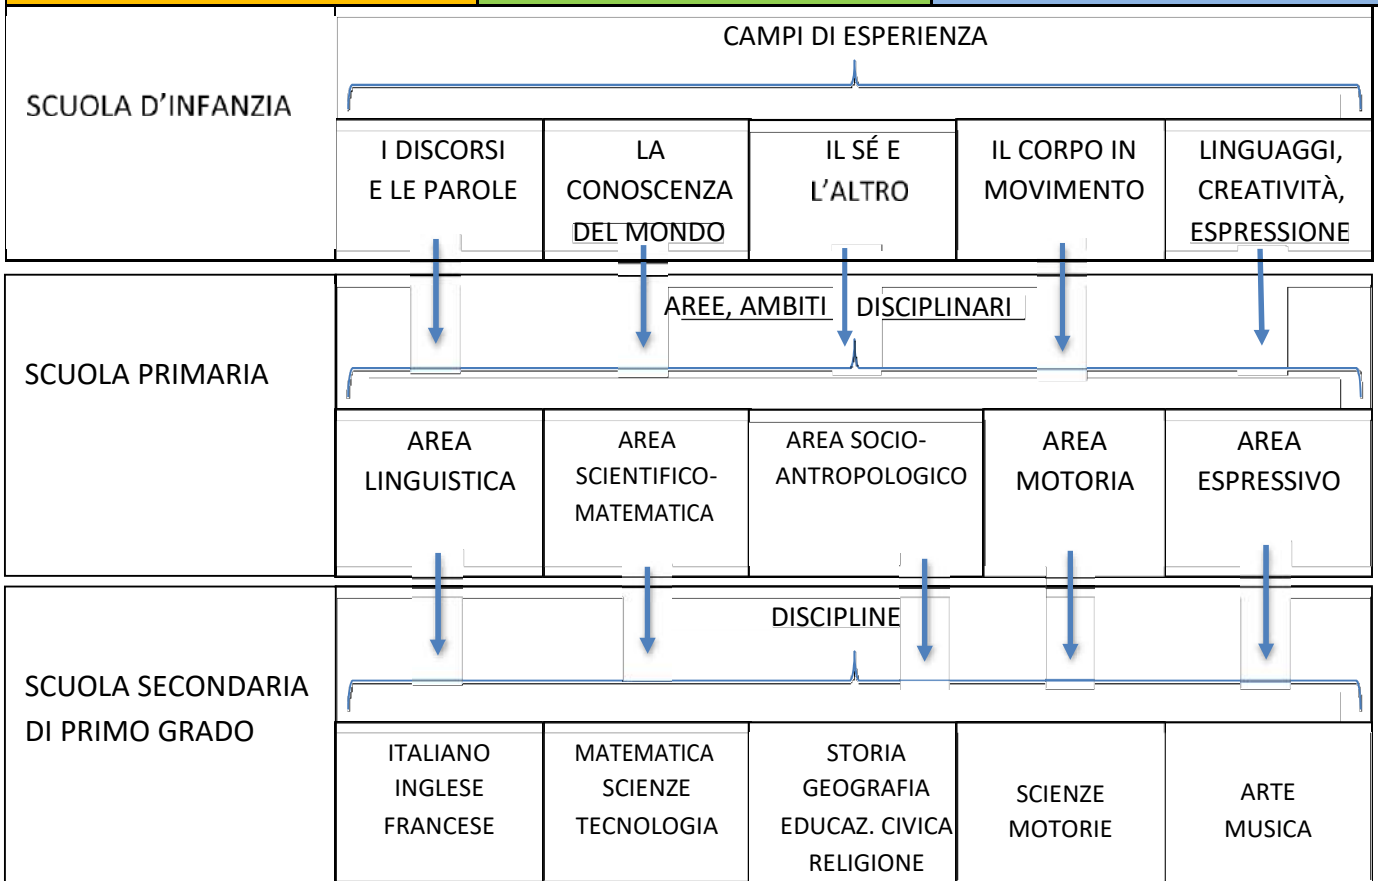 CAMPI DI ESPERIENZA
SCUOLA D'INFANZIA
I DISCORSI
E LE PAROLE
LA
CONOSCENZA
DEL MONDO
IL SÉ E
L'ALTRO
IL CORPO IN
MOVIMENTO
LINGUAGGI,
CREATIVITÀ,
ESPRESSIONE
AREE, AMBITI DISCIPLINARI
SCUOLA PRIMARIA
AREA
LINGUISTICA
AREA
SCIENTIFICO-
MATEMATICA
AREA SOCIO-
ANTROPOLOGICO
AREA
MOTORIA
AREA
ESPRESSIVO
DISCIPLINE
SCUOLA SECONDARIA
DI PRIMO GRADO
ITALIANO
INGLESE
FRANCESE
MATEMATICA
SCIENZE
TECNOLOGIA
STORIA
GEOGRAFIA
EDUCAZ. CIVICA
RELIGIONE
SCIENZE
MOTORIE
ARTE
MUSICA